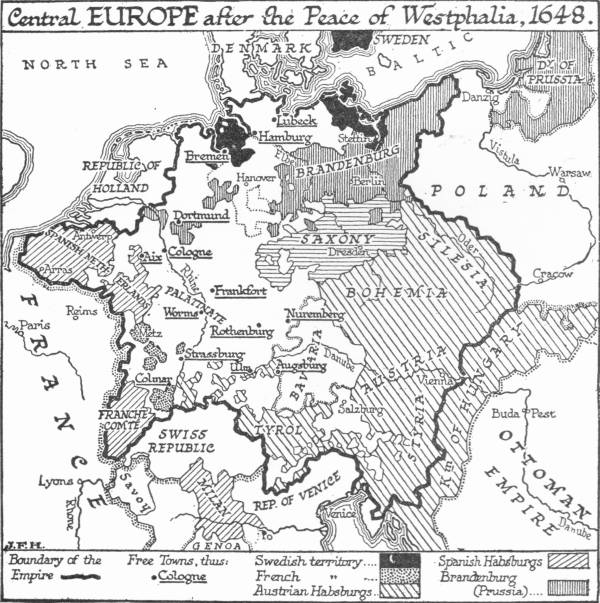 Central EUROPE after the Peace of Westphalia, 1648.
NORTH SEA
DENMARK
SWEDEN
BALTIC
Dy. OF PRUSSIA
Danzig
Lübeck
Hamburg
Stettin
Bremen
Elbe
BRANDENBURG
Vistula
Warsaw
REPUBLIC OF HOLLAND
Hanover
Berlin
POLAND
Dortmund
SPANISH NETHERLANDS
Antwerp
Arras
Aix
Cologne
SAXONY
Dresden
Oder
SILESIA
Rhine
PALATINATE
Frankfort
BOHEMIA
Cracow
FRANCE
Reims
Paris
Worms
Nuremberg
Rothenburg
Metz
Strassburg
Ulm
Augsburg
BAVARIA
Danube
AUSTRIA
Vienna
Km. OF HUNGARY
Colmar
Salzburg
STYRIA
Buda
Pest
FRANCHE COMTÉ
TYROL
SWISS REPUBLIC
OTTOMAN EMPIRE
Lyons
Savoy
MILAN
REP. OF VENICE
Venice
Rhone
Po
GENOA
Danube
J.F.H.
Boundary of the Empire
Free Towns, thus:
Cologne
Swedish territory....
French " ....
Austrian Habsburgs..
Spanish Habsburgs
Brandenburg (Prussia)....